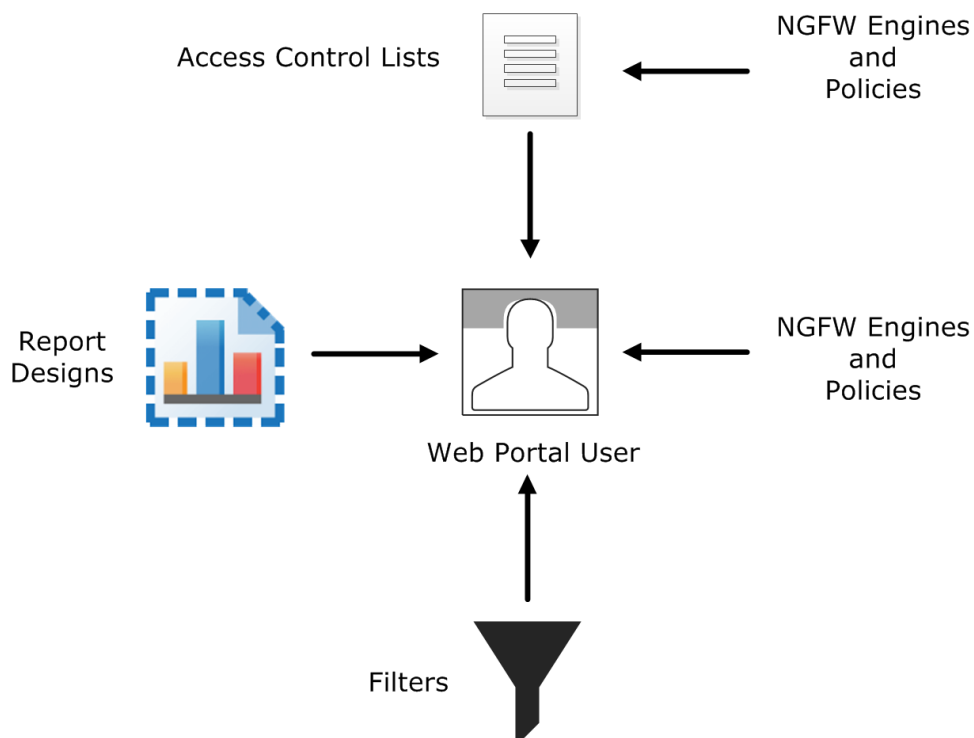 NGFW Engines
and
Policies
Access Control Lists
Report
Designs
NGFW Engines
and
Policies
Web Portal User
Filters